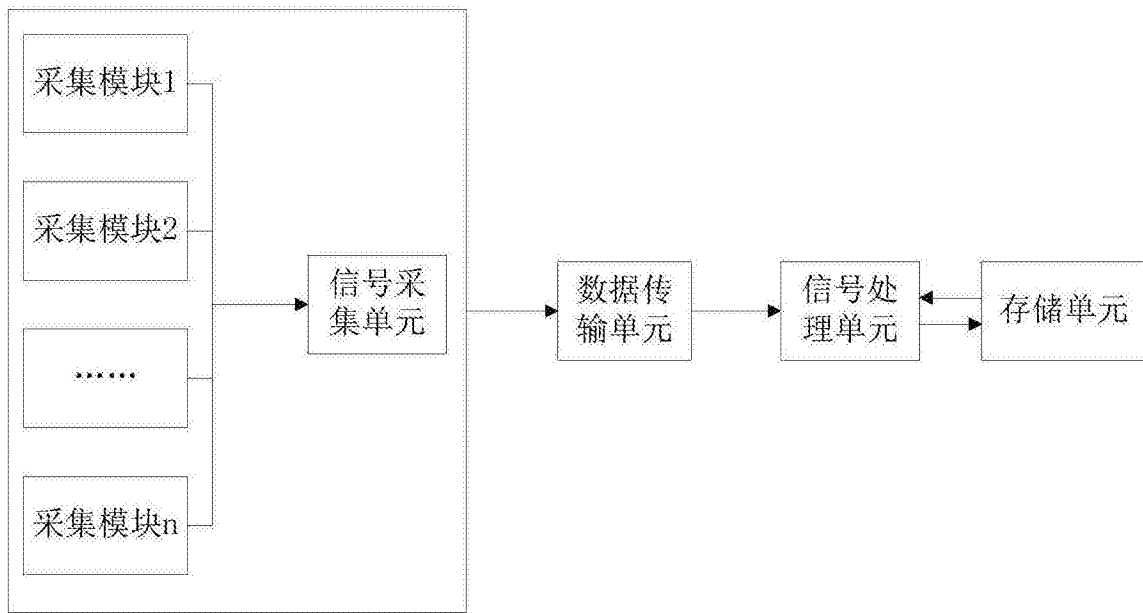 采集模块1
采集模块2
……
采集模块n
信号采
集单元
数据传
输单元
信号处
理单元
存储单元